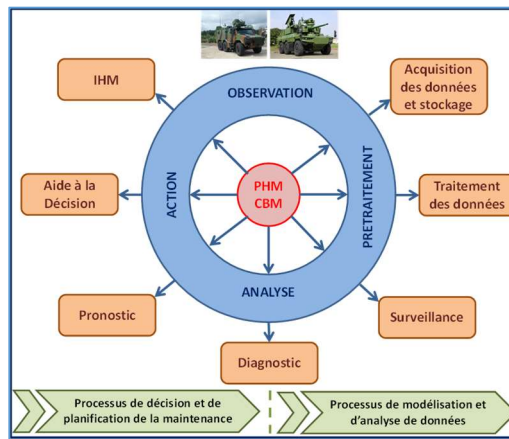 IHM
OBSERVATION
Acquisition
des données
et stockage
Aide à la
Décision
ACTION
PHM
CBM
PRETRAITEMENT
Traitement
des données
ANALYSE
Pronostic
Surveillance
Diagnostic
Processus de décision et de
planification de la maintenance
Processus de modélisation et
d'analyse de données